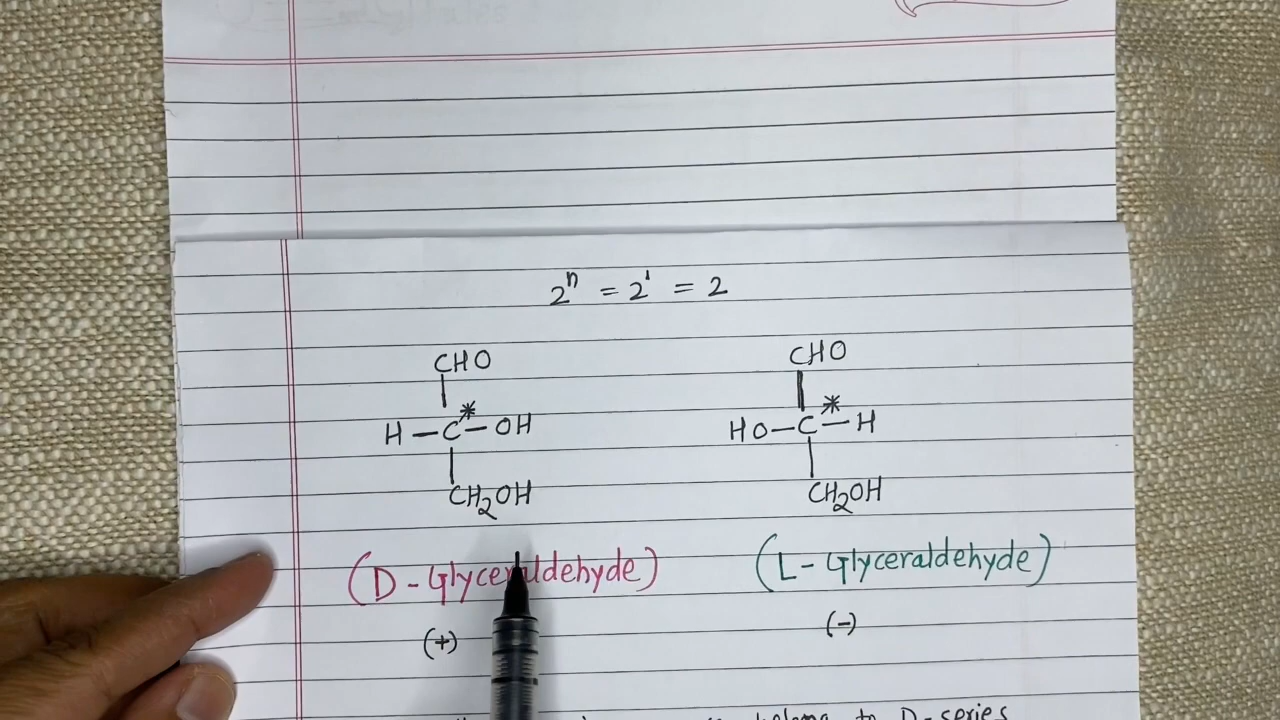 2ⁿ = 2¹ = 2
CHO CHO
* *
H — C — OH HO — C — H
CH₂OH CH₂OH
(D - Glyceraldehyde) (L - Glyceraldehyde)
(+) (-)
belong to D-series